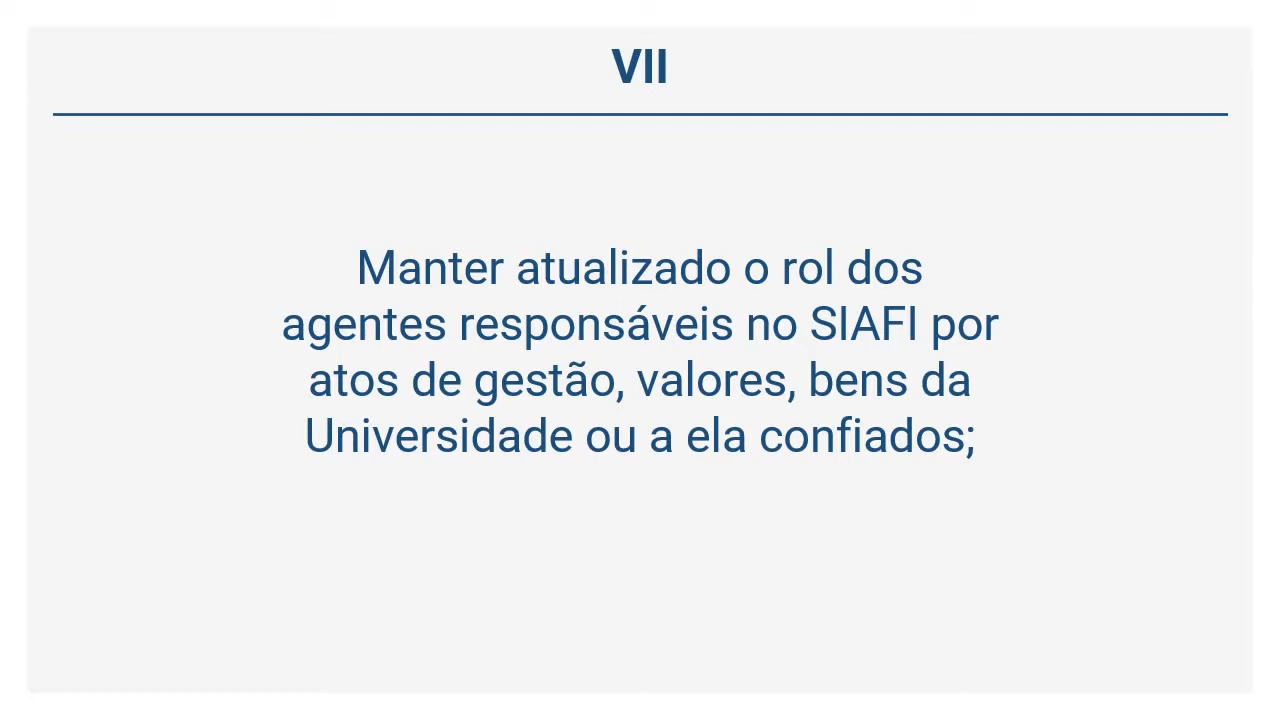 VII
Manter atualizado o rol dos
agentes responsáveis no SIAFI por
atos de gestão, valores, bens da
Universidade ou a ela confiados;